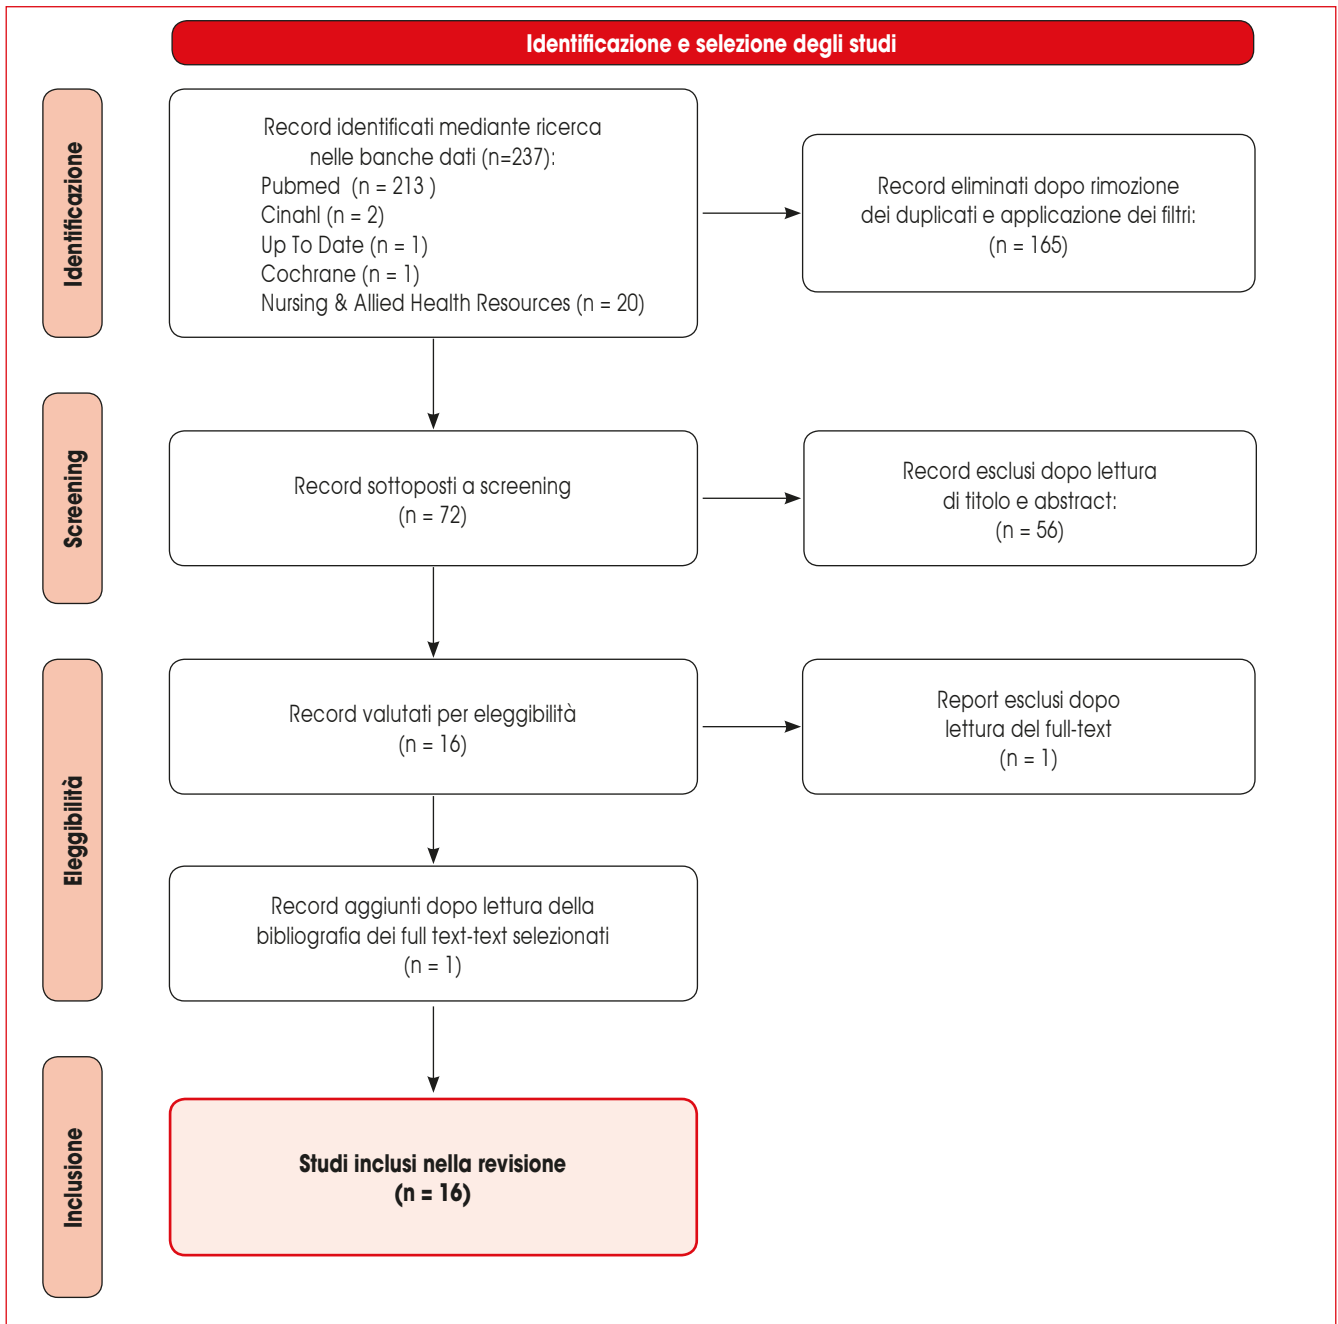 Identificazione e selezione degli studi
Identificazione
Record identificati mediante ricerca
nelle banche dati (n=237):
Pubmed (n = 213 )
Cinahl (n = 2)
Up To Date (n = 1)
Cochrane (n = 1)
Nursing & Allied Health Resources (n = 20)
Record eliminati dopo rimozione
dei duplicati e applicazione dei filtri:
(n = 165)
Screening
Record sottoposti a screening
(n = 72)
Record esclusi dopo lettura
di titolo e abstract:
(n = 56)
Eleggibilità
Record valutati per eleggibilità
(n = 16)
Report esclusi dopo
lettura del full-text
(n = 1)
Record aggiunti dopo lettura della
bibliografia dei full text-text selezionati
(n = 1)
Inclusione
Studi inclusi nella revisione
(n = 16)